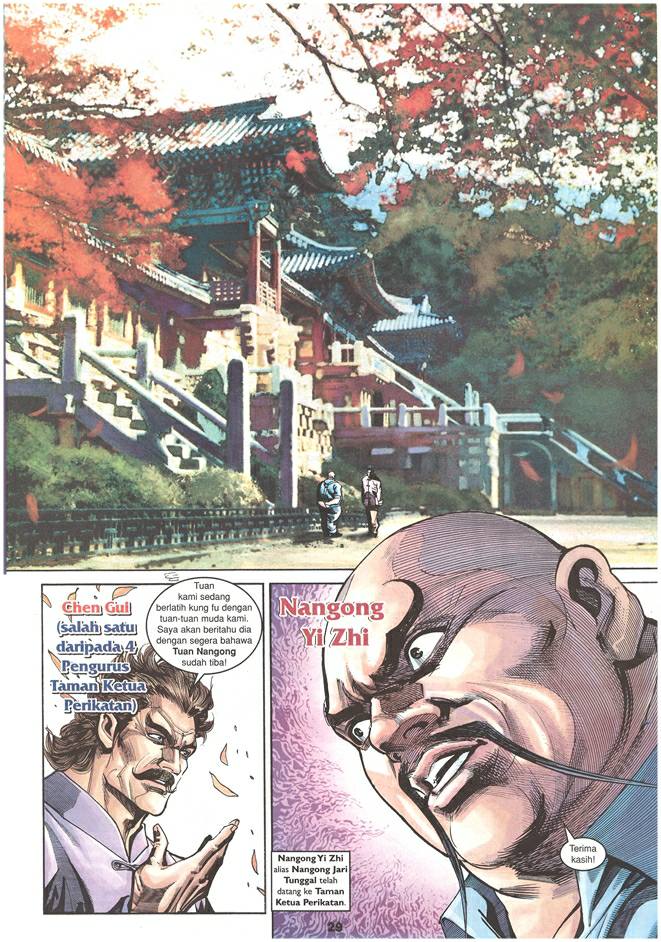 Chen Gui
(salah satu
daripada 4
Pengurus
Taman Ketua
Perikatan)
Tuan
kami sedang
berlatih kung fu dengan
tuan-tuan muda kami.
Saya akan beritahu dia
dengan segera bahawa
Tuan Nangong
sudah tiba!
Nangong
Yi Zhi
Nangong Yi Zhi
alias Nangong Jari
Tunggal telah
datang ke Taman
Ketua Perikatan.
Terima
kasih!
29